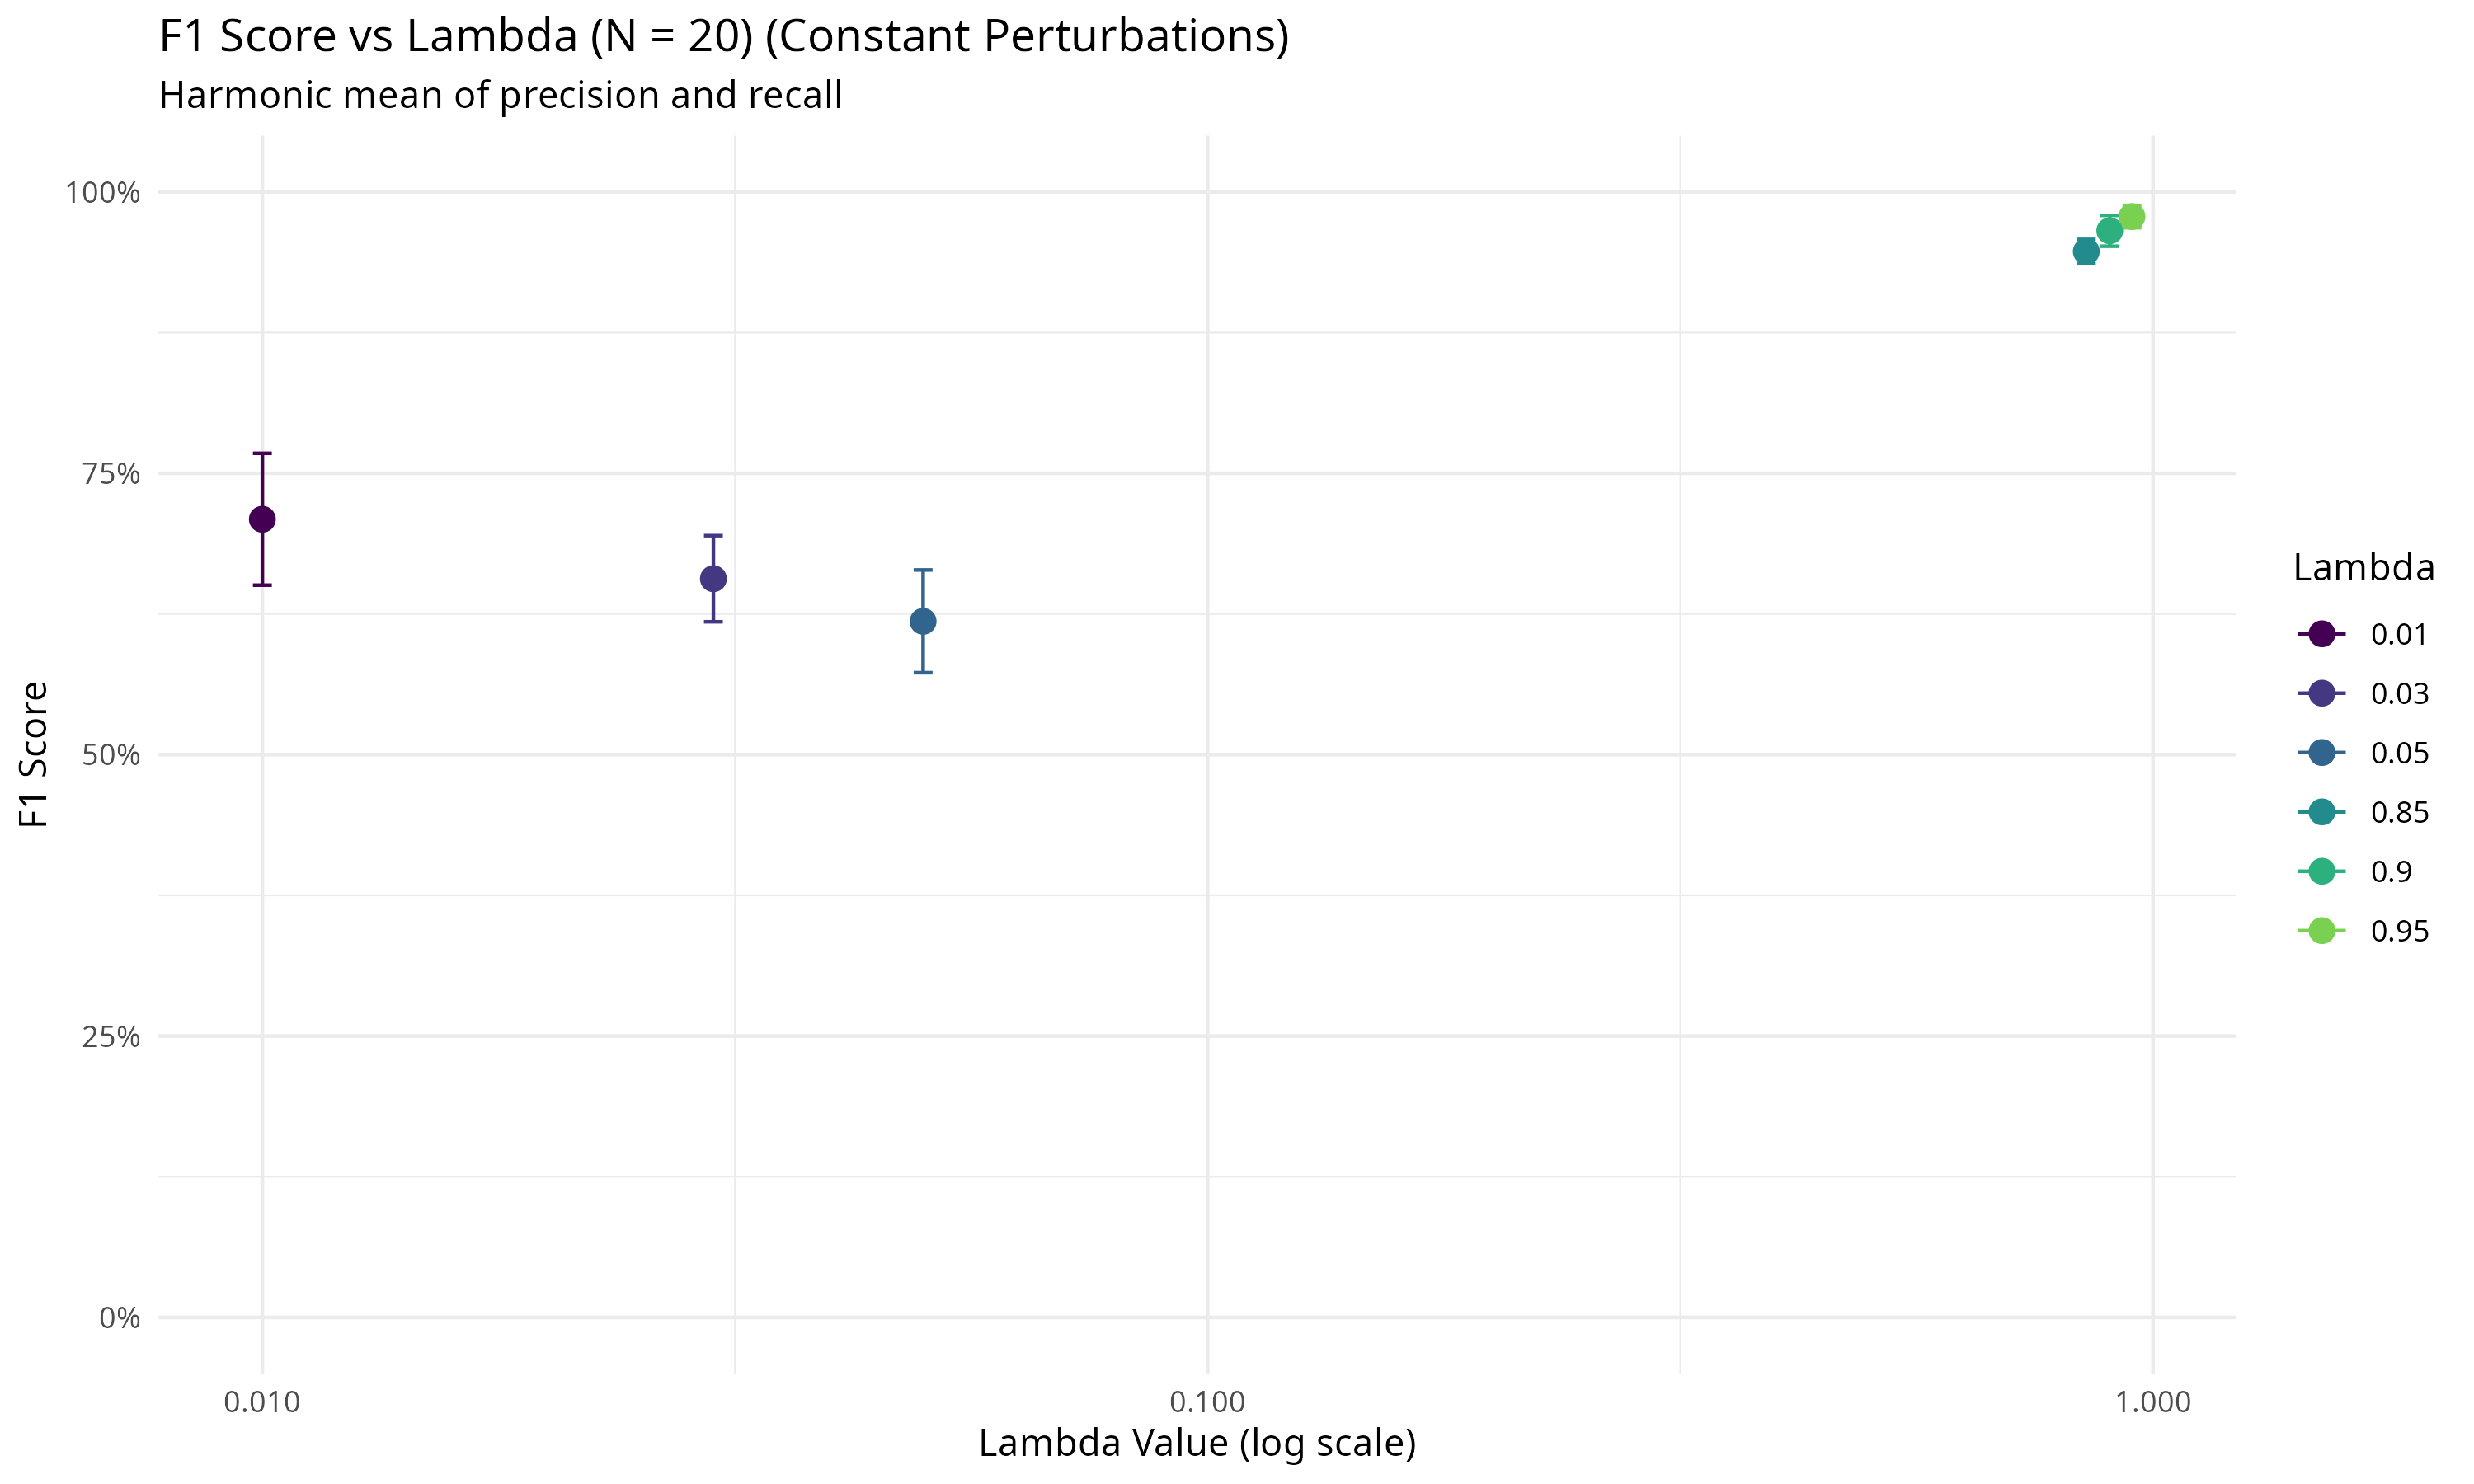 F1 Score vs Lambda (N = 20) (Constant Perturbations)
Harmonic mean of precision and recall
100%
75%
50%
25%
0%
F1 Score
0.010
0.100
1.000
Lambda Value (log scale)
Lambda
0.01
0.03
0.05
0.85
0.9
0.95